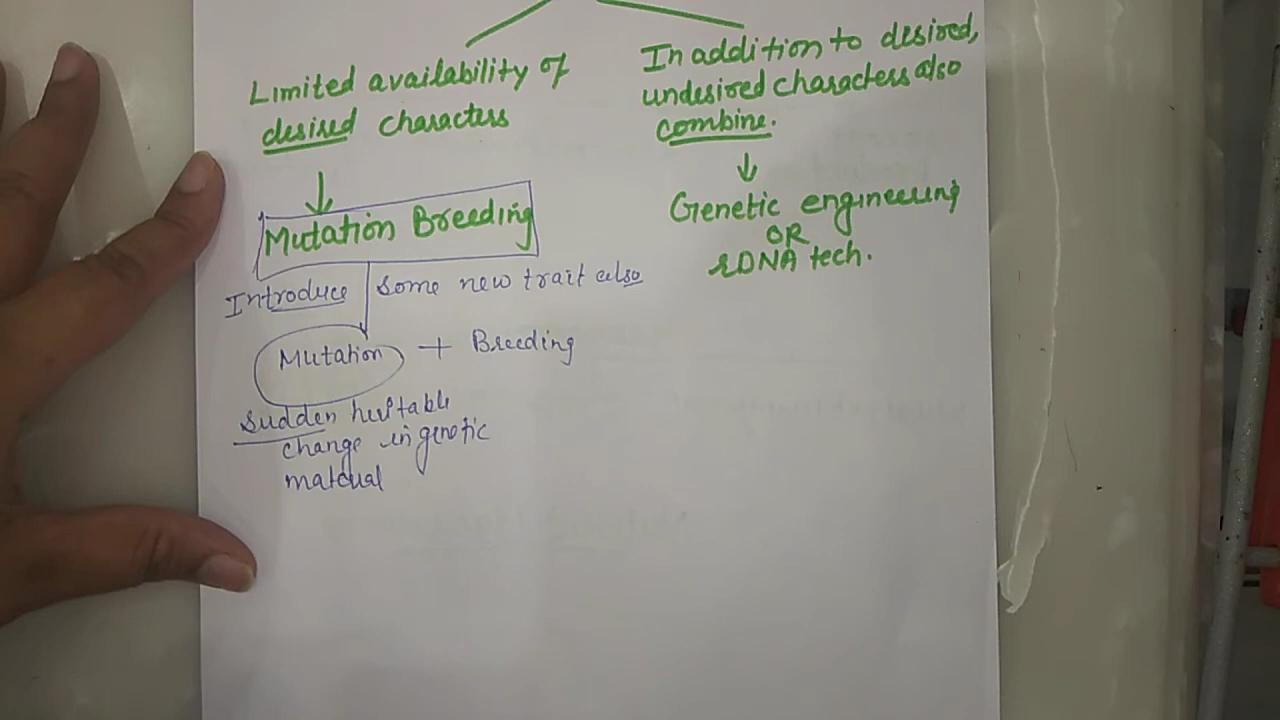 Limited availability of
desired characters
Mutation Breeding
Introduce some new trait also
Mutation + Breeding
Sudden heritable
change in genetic
material
In addition to desired,
undesired characters also
combine.
Genetic engineering
OR
rDNA tech.